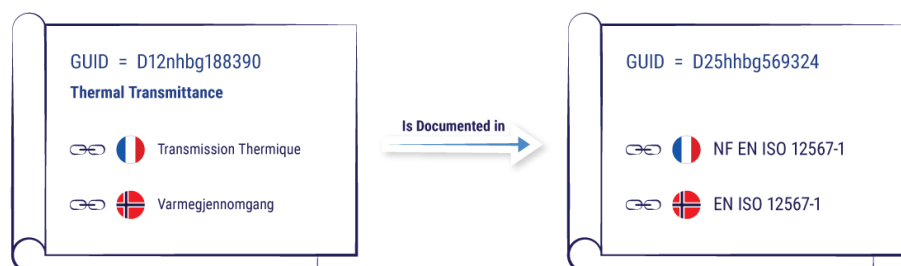 GUID = D12nhbg188390
Thermal Transmittance
Transmission Thermique
Varmegjennomgang
Is Documented in
GUID = D25hhbg569324
NF EN ISO 12567-1
EN ISO 12567-1